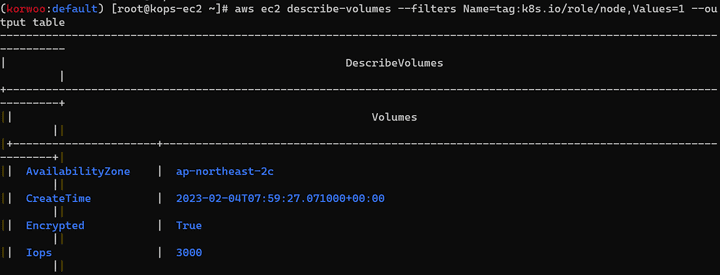 (korwoo:default) [root@kops-ec2 ~]# aws ec2 describe-volumes --filters Name=tag:k8s.io/role/node,Values=1 --ou
tput table
--------------------------------------------------------------------------------------------------------------
----------
|                                                    DescribeVolumes
         |
+-------------------------------------------------------------------------------------------------------------
---------+
||                                                       Volumes
        ||
|+----------------------+-------------------------------------------------------------------------------------
--------+|
||  AvailabilityZone    |  ap-northeast-2c
        ||
||  CreateTime          |  2023-02-04T07:59:27.071000+00:00
        ||
||  Encrypted           |  True
        ||
||  Iops                |  3000
        ||